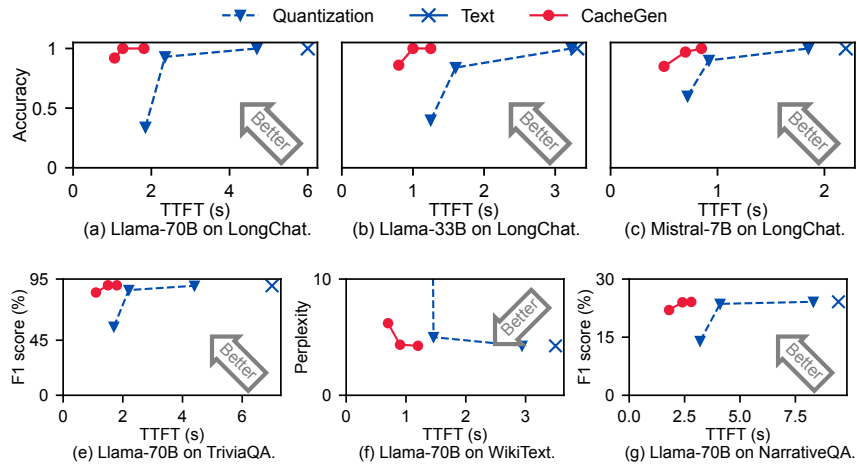 Quantization Text CacheGen
Accuracy
1
0.5
0
Better
0 2 4 6
TTFT (s)
(a) Llama-70B on LongChat.
1
0
Better
0 1 2 3
TTFT (s)
(b) Llama-33B on LongChat.
1
0
Better
0 1 2
TTFT (s)
(c) Mistral-7B on LongChat.
F1 score (%)
95
45
0
Better
0 2 4 6
TTFT (s)
(e) Llama-70B on TriviaQA.
Perplexity
10
5
0
Better
0 1 2 3
TTFT (s)
(f) Llama-70B on WikiText.
F1 score (%)
30
15
0
Better
0.0 2.5 5.0 7.5
TTFT (s)
(g) Llama-70B on NarrativeQA.